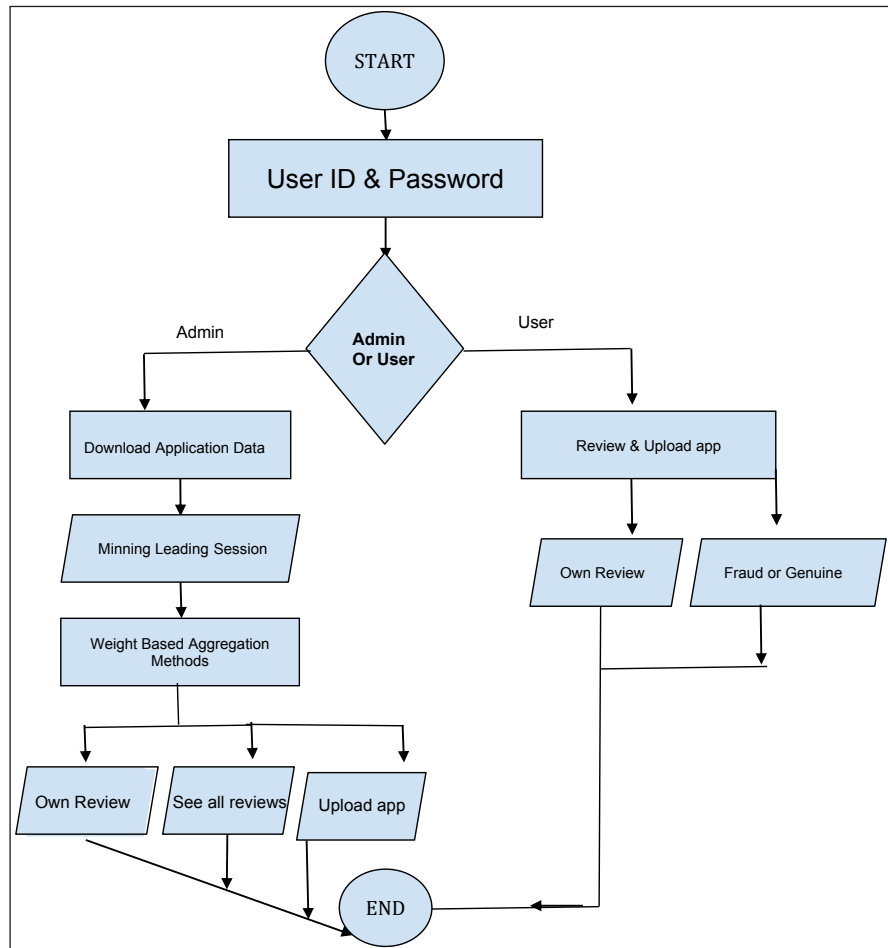 START
User ID & Password
Admin
User
Admin
Or User
Download Application Data
Review & Upload app
Minning Leading Session
Own Review
Fraud or Genuine
Weight Based Aggregation
Methods
Own Review
See all reviews
Upload app
END